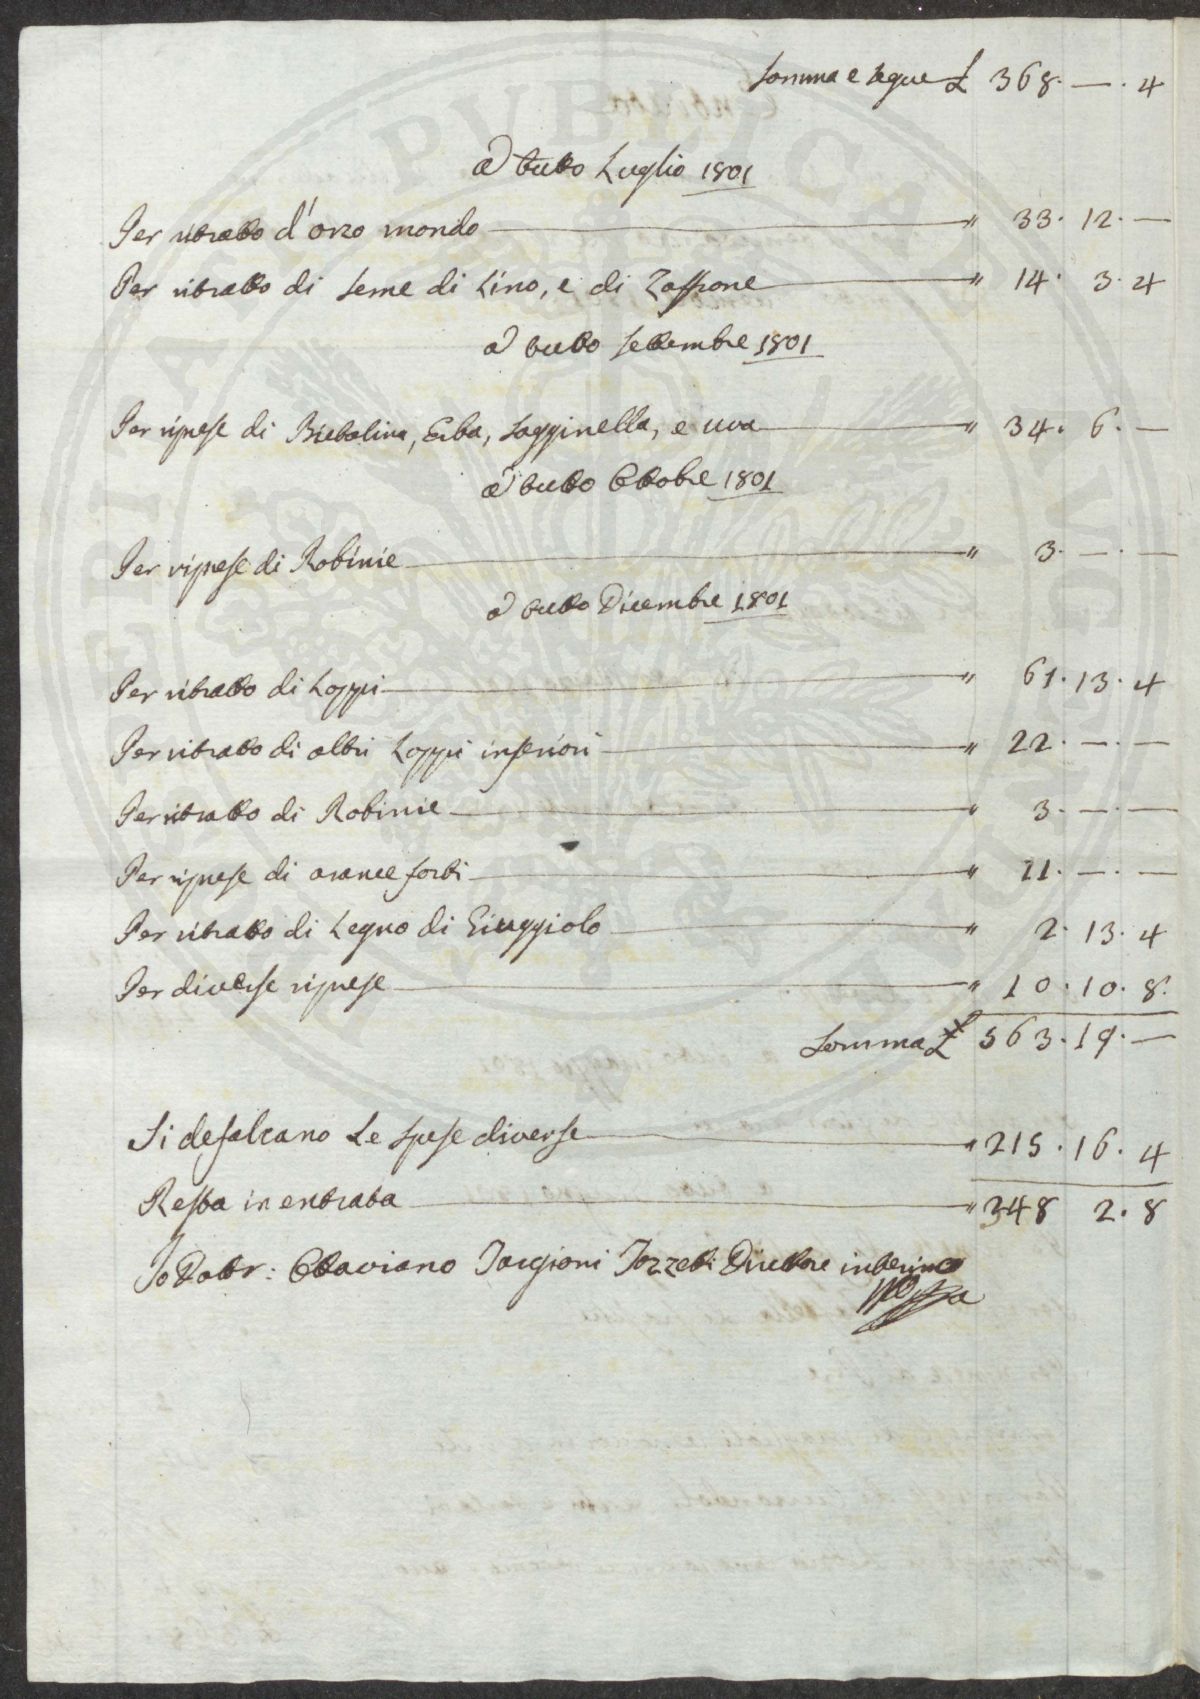 Somma e segue £ 368. — . 4
A tutto Luglio 1801
Per ritratto d'orzo mondo — " 33. 12. —
Per ritratto di seme di Lino, e di Zaffrone — " 14. 3. 4
A tutto Settembre 1801
Per riprese di Bietolina, Erba, Sagginella, e uva — " 34. 6. —
A tutto Ottobre 1801
Per riprese di Robinie — " 3. — . —
A tutto Dicembre 1801
Per ritratto di Loppi — " 61. 13. 4
Per ritratto di altri Loppi inferiori — " 22. — . —
Per ritratto di Robinie — " 3. — . —
Per riprese di arance forti — " 11. — . —
Per ritratto di Legno di Giuggiolo — " 2. 13. 4
Per diverse riprese — " 10. 10. 8.
Somma £ 563. 19. —
Si defalcano Le spese diverse — " 215. 16. 4
Resta in entrata — " 348 2. 8
Io Dottr: Ottaviano Targioni Tozzetti Direttore interino